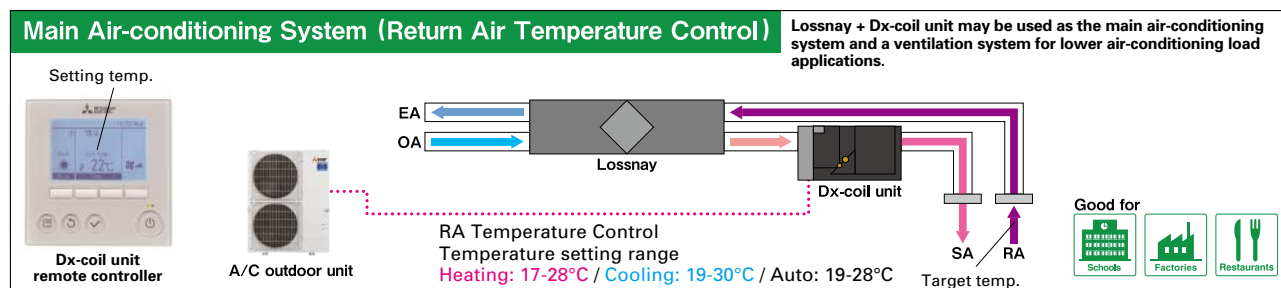 Main Air-conditioning System (Return Air Temperature Control)
Lossnay + Dx-coil unit may be used as the main air-conditioning
system and a ventilation system for lower air-conditioning load
applications.
Setting temp.
MITSUBISHI
ELECTRIC
22°C
Dx-coil unit
remote controller
A/C outdoor unit
EA
OA
Lossnay
Dx-coil unit
SA
RA
Target temp.
RA Temperature Control
Temperature setting range
Heating: 17-28°C / Cooling: 19-30°C / Auto: 19-28°C
Good for
Schools
Factories
Restaurants